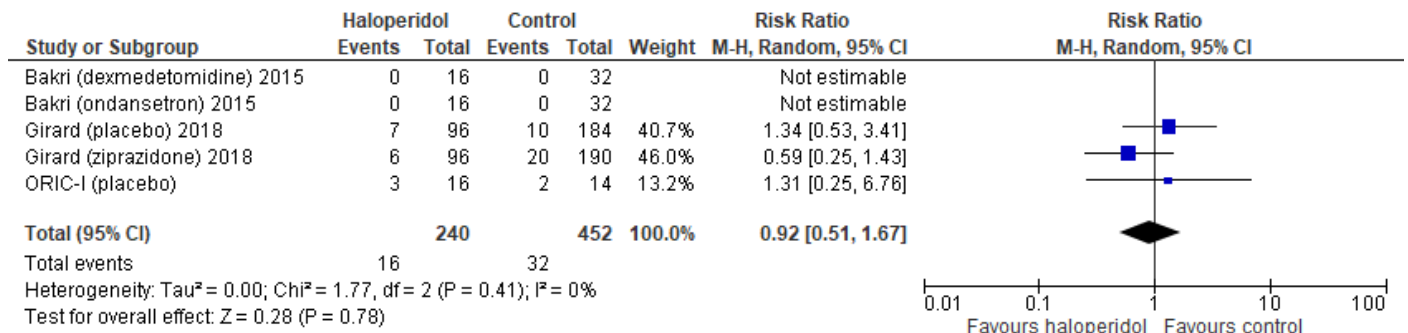 Haloperidol Control Risk Ratio Risk Ratio
Study or Subgroup Events Total Events Total Weight M-H, Random, 95% CI M-H, Random, 95% CI
Bakri (dexmedetomidine) 2015 0 16 0 32 Not estimable
Bakri (ondansetron) 2015 0 16 0 32 Not estimable
Girard (placebo) 2018 7 96 10 184 40.7% 1.34 [0.53, 3.41]
Girard (ziprazidone) 2018 6 96 20 190 46.0% 0.59 [0.25, 1.43]
ORIC-I (placebo) 3 16 2 14 13.2% 1.31 [0.25, 6.76]
Total (95% CI) 240 452 100.0% 0.92 [0.51, 1.67]
Total events 16 32
Heterogeneity: Tau² = 0.00; Chi² = 1.77, df = 2 (P = 0.41); I² = 0%
Test for overall effect: Z = 0.28 (P = 0.78)
0.01 0.1 1 10 100
Favours haloperidol Favours control